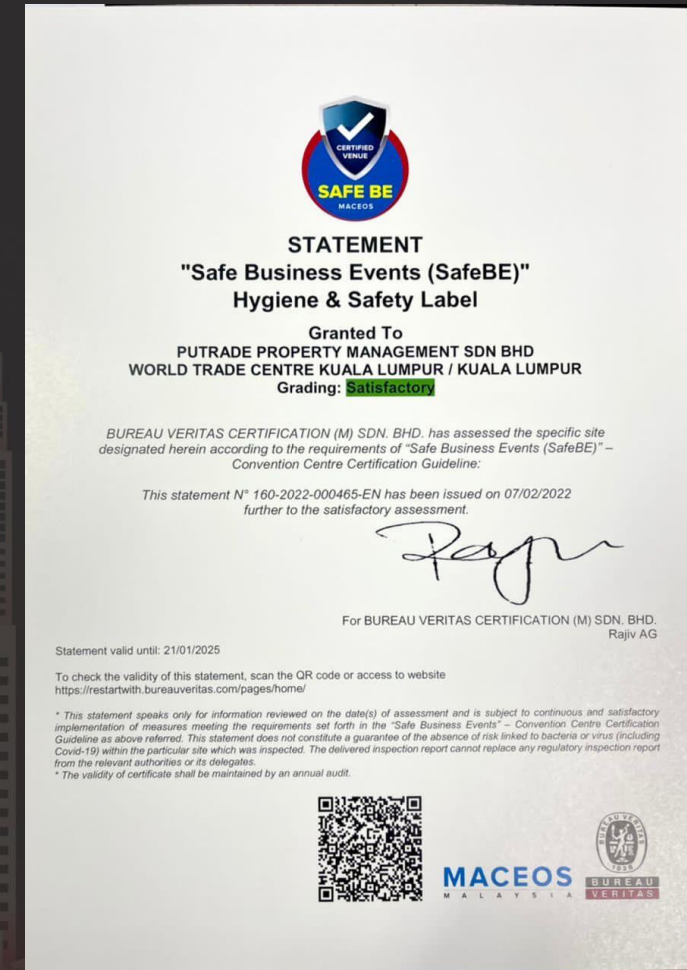 CERTIFIED
VENUE
SAFE BE
MACEOS
STATEMENT
"Safe Business Events (SafeBE)"
Hygiene & Safety Label
Granted To
PUTRADE PROPERTY MANAGEMENT SDN BHD
WORLD TRADE CENTRE KUALA LUMPUR / KUALA LUMPUR
Grading: Satisfactory
BUREAU VERITAS CERTIFICATION (M) SDN. BHD. has assessed the specific site
designated herein according to the requirements of “Safe Business Events (SafeBE)” –
Convention Centre Certification Guideline:
This statement N° 160-2022-000465-EN has been issued on 07/02/2022
further to the satisfactory assessment.
For BUREAU VERITAS CERTIFICATION (M) SDN. BHD.
Rajiv AG
Statement valid until: 21/01/2025
To check the validity of this statement, scan the QR code or access to website
https://restartwith.bureauveritas.com/pages/home/
* This statement speaks only for information reviewed on the date(s) of assessment and is subject to continuous and satisfactory
implementation of measures meeting the requirements set forth in the “Safe Business Events” – Convention Centre Certification
Guideline as above referred. This statement does not constitute a guarantee of the absence of risk linked to bacteria or virus (including
Covid-19) within the particular site which was inspected. The delivered inspection report cannot replace any regulatory inspection report
from the relevant authorities or its delegates.
* The validity of certificate shall be maintained by an annual audit.
MACEOS
MALAYSIA
BUREAU VERITAS
1828
BUREAU
VERITAS